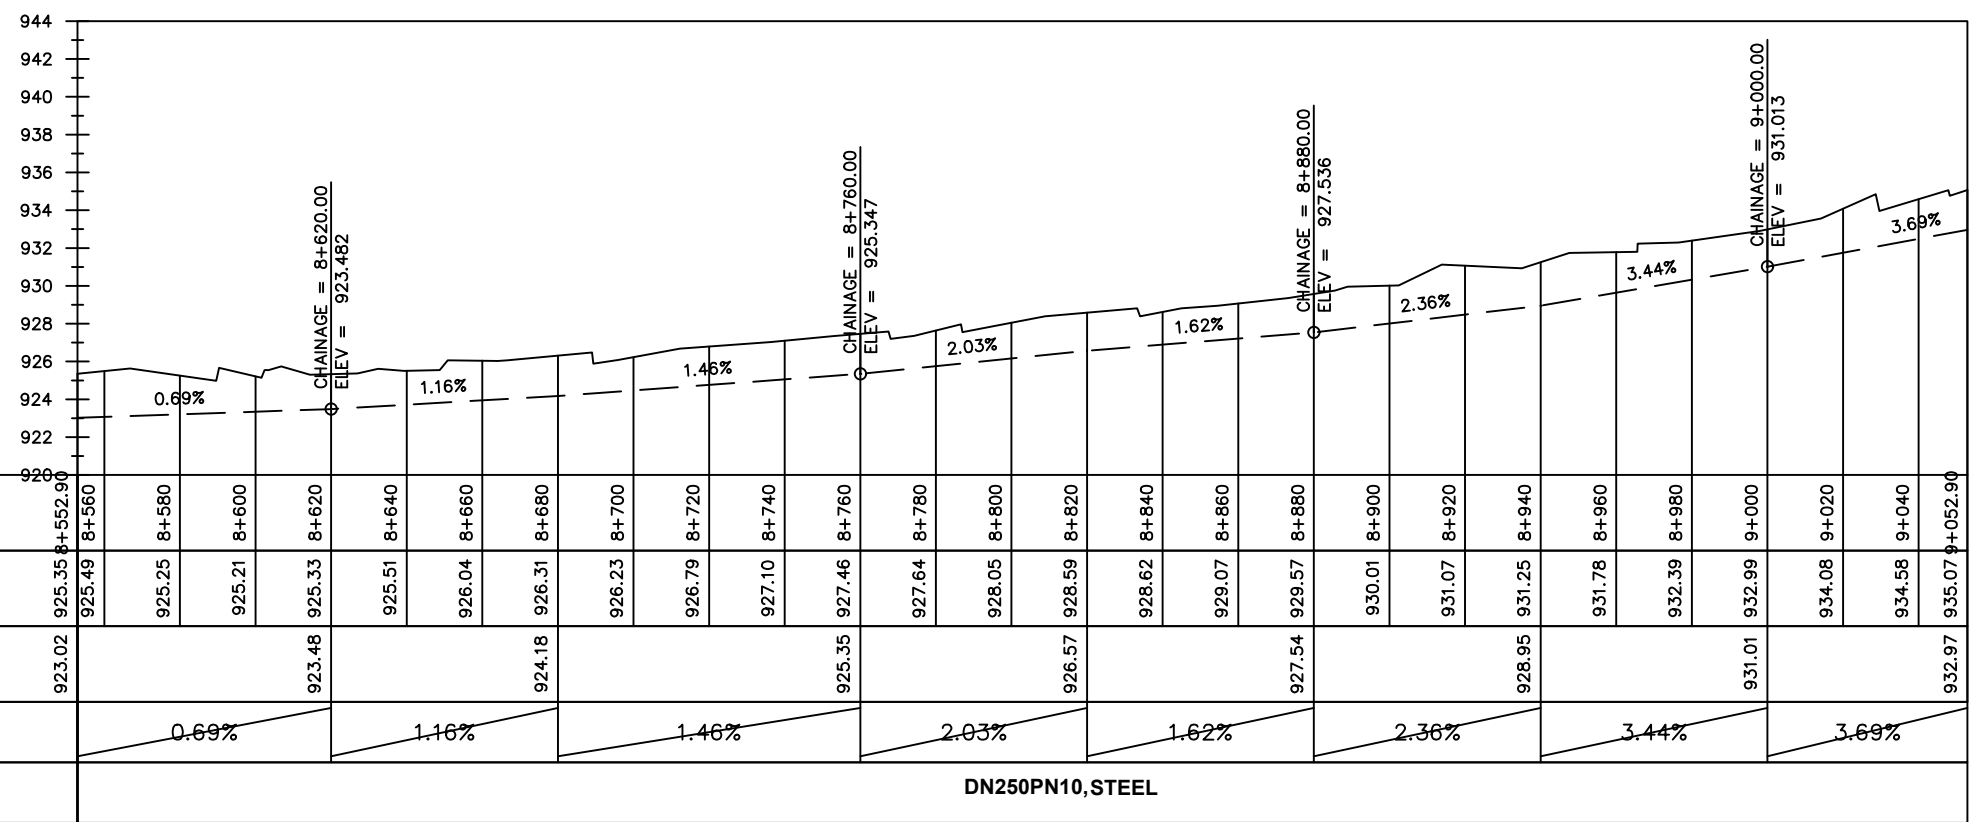 944
942
940
938
936
934
932
930
928
926
924
922
920
CHAINAGE = 8+620.00
ELEV = 923.482
CHAINAGE = 8+760.00
ELEV = 925.347
CHAINAGE = 8+880.00
ELEV = 927.536
CHAINAGE = 9+000.00
ELEV = 931.013
0.69%
1.16%
1.46%
2.03%
1.62%
2.36%
3.44%
3.69%
8+552.90 8+560 8+580 8+600 8+620 8+640 8+660 8+680 8+700 8+720 8+740 8+760 8+780 8+800 8+820 8+840 8+860 8+880 8+900 8+920 8+940 8+960 8+980 9+000 9+020 9+040 9+052.90
925.35 925.49 925.25 925.21 925.33 925.51 926.04 926.31 926.23 926.79 927.10 927.46 927.64 928.05 928.59 928.62 929.07 929.57 930.01 931.07 931.25 931.78 932.39 932.99 934.08 934.58 935.07
923.02 923.48 924.18 925.35 926.57 927.54 928.95 931.01 932.97
0.69% 1.16% 1.46% 2.03% 1.62% 2.36% 3.44% 3.69%
DN250PN10,STEEL